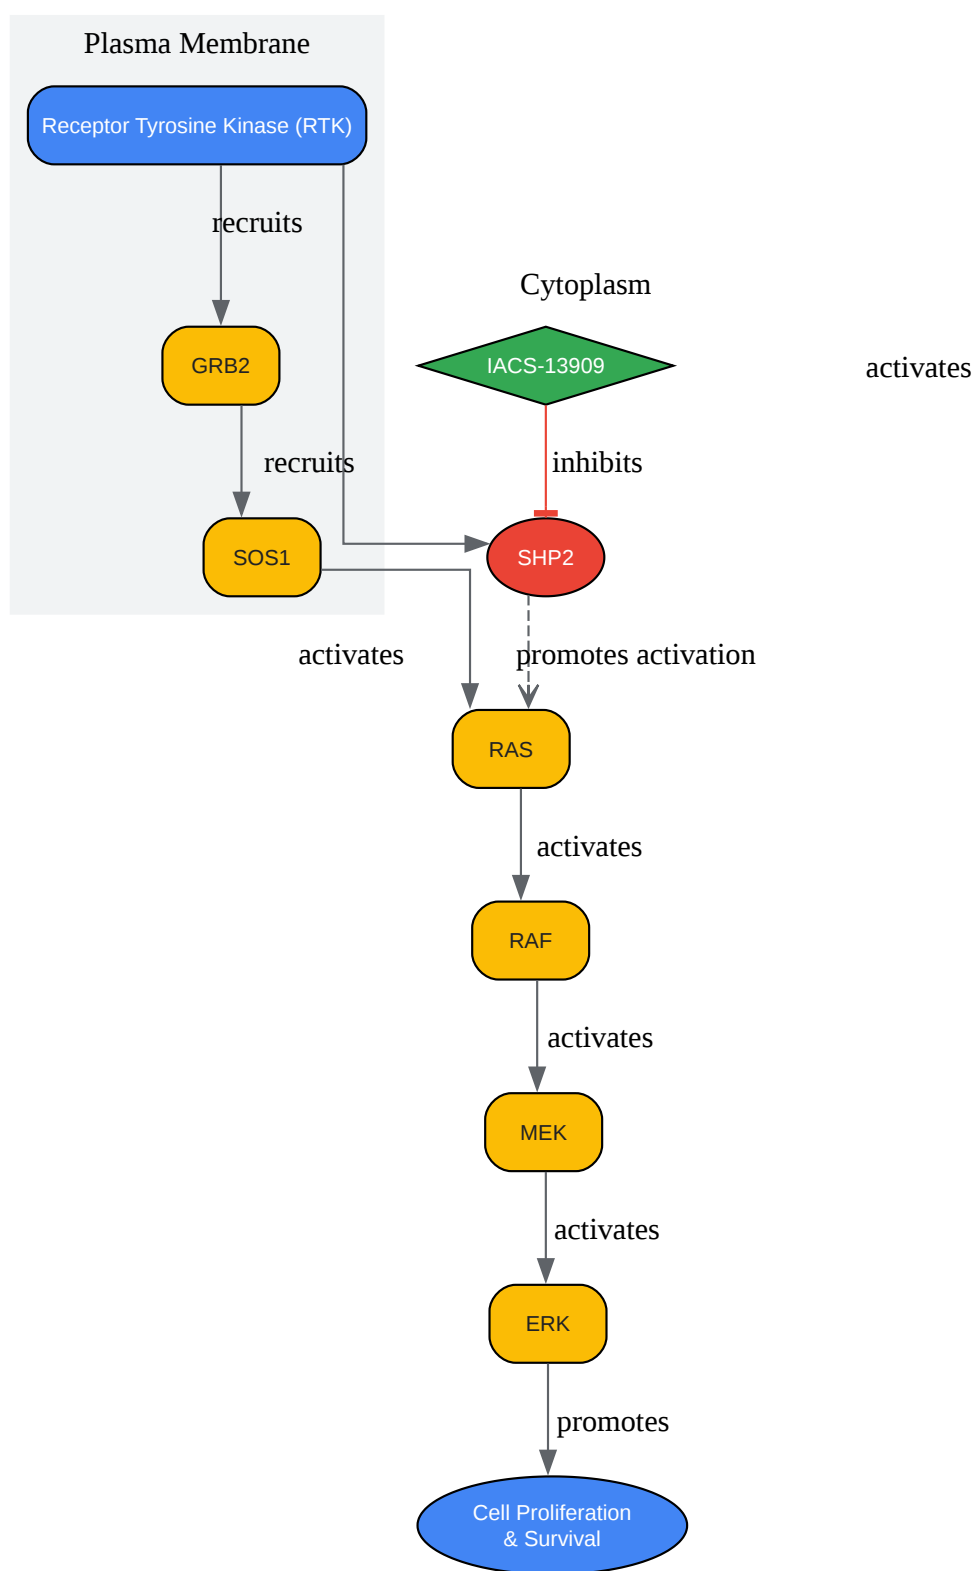 Plasma Membrane
Receptor Tyrosine Kinase (RTK)
recruits
Cytoplasm
GRB2
IACS-13909
activates
recruits
inhibits
SOS1
SHP2
activates
promotes activation
RAS
activates
RAF
activates
MEK
activates
ERK
promotes
Cell Proliferation
& Survival